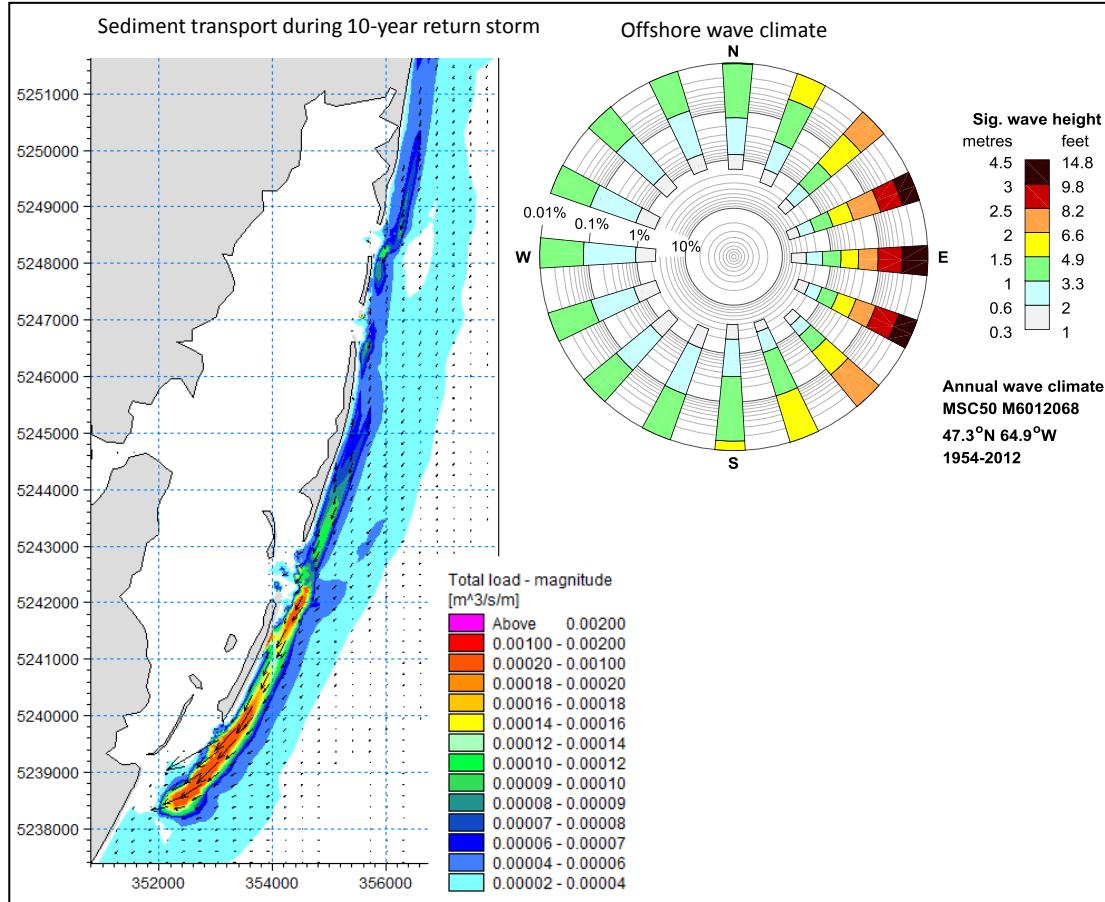 Sediment transport during 10-year return storm
5251000
5250000
5249000
5248000
5247000
5246000
5245000
5244000
5243000
5242000
5241000
5240000
5239000
5238000
352000 354000 356000
Total load - magnitude
[m^3/s/m]
Above 0.00200
0.00100 - 0.00200
0.00020 - 0.00100
0.00018 - 0.00020
0.00016 - 0.00018
0.00014 - 0.00016
0.00012 - 0.00014
0.00010 - 0.00012
0.00009 - 0.00010
0.00008 - 0.00009
0.00007 - 0.00008
0.00006 - 0.00007
0.00004 - 0.00006
0.00002 - 0.00004
Offshore wave climate
N
0.01%
0.1%
1%
10%
W
E
S
Sig. wave height
metres feet
4.5 14.8
3 9.8
2.5 8.2
2 6.6
1.5 4.9
1 3.3
0.6 2
0.3 1
Annual wave climate
MSC50 M6012068
47.3°N 64.9°W
1954-2012